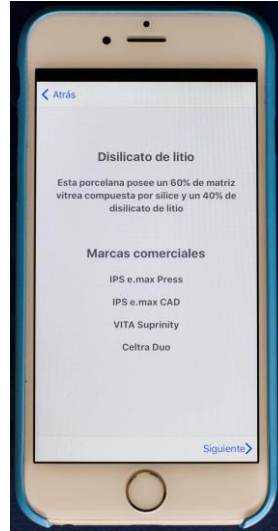 Atrás
Disilicato de litio
Esta porcelana posee un 60% de matriz
vitrea compuesta por silice y un 40% de
disilicato de litio
Marcas comerciales
IPS e.max Press
IPS e.max CAD
VITA Suprinity
Celtra Duo
Siguiente